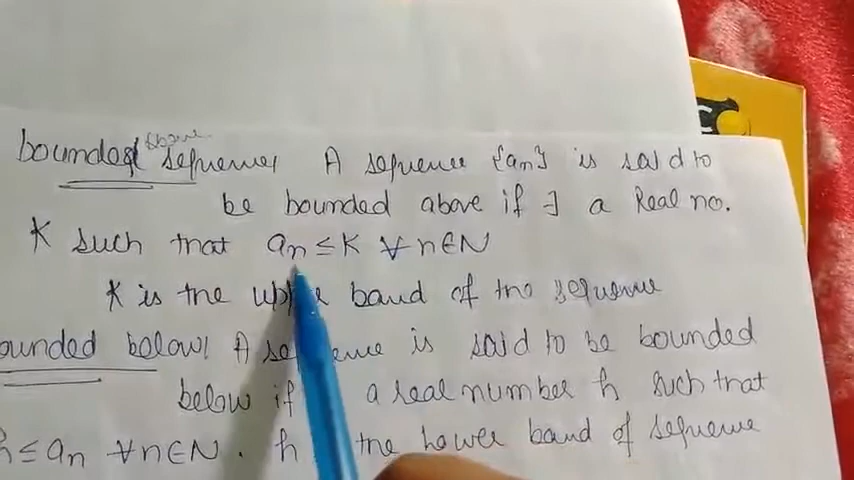 bounded above sequence, A sequence {an} is said to
be bounded above if ∃ a Real no.
K such that an ≤ K ∀ n∈N
K is the upper band of the sequence
ounded below, A sequence is said to be bounded
below if a real number h such that
h ≤ an ∀n∈N. h the lower band of sequence